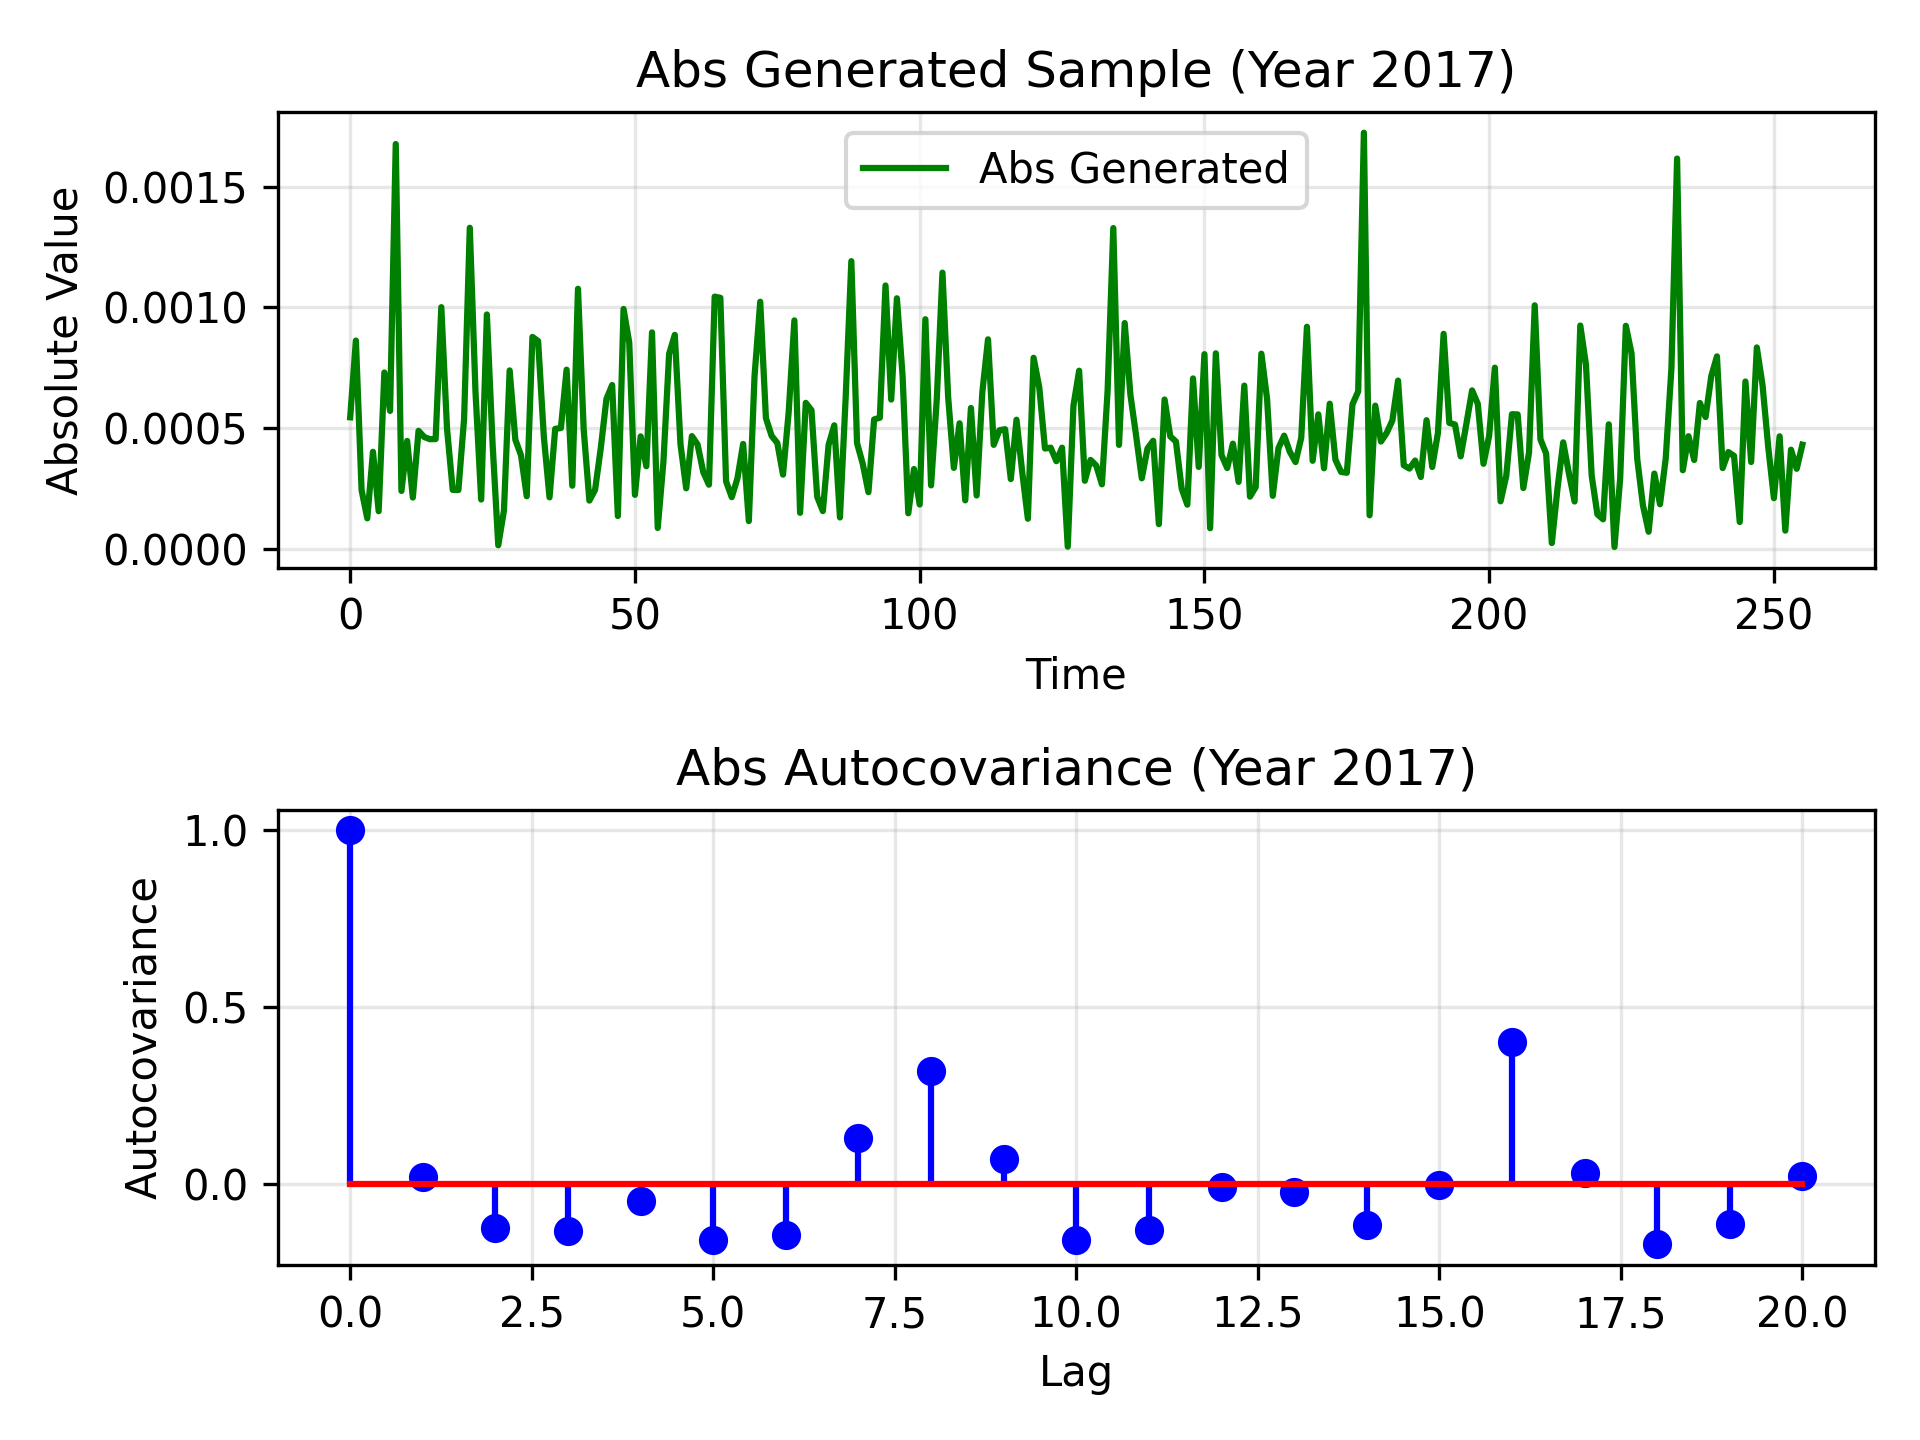 Abs Generated Sample (Year 2017)
Abs Generated
Absolute Value
0.0015
0.0010
0.0005
0.0000
0 50 100 150 200 250
Time
Abs Autocovariance (Year 2017)
Autocovariance
1.0
0.5
0.0
0.0 2.5 5.0 7.5 10.0 12.5 15.0 17.5 20.0
Lag